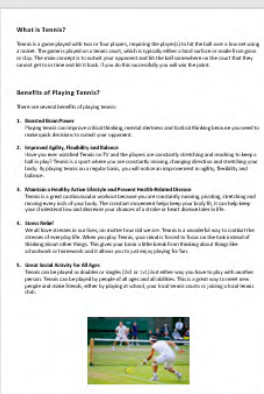 What is Tennis?
Tennis is a game played with two or four players, requiring the player(s) to hit the ball over a low net using
a racket. The game is played on a tennis court, which is typically either a hard surface or made from grass
or clay. The main concept is to outwit your opponent and hit the ball somewhere on the court that they
cannot get to in time and hit it back. If you do this successfully you will win the point.
Benefits of Playing Tennis?
There are several benefits of playing tennis:
1. Boosted Brain Power
Playing tennis can improve critical thinking, mental alertness and tactical thinking because you need to
make quick decisions to outwit your opponent.
2. Improved Agility, Flexibility and Balance
Have you ever watched Tennis on TV and the players are constantly stretching and reaching to keep a
ball in play? Tennis is a sport where you are constantly moving, changing direction and stretching your
body. By playing tennis on a regular basis, you will notice an improvement in agility, flexibility and
balance.
3. Maintain a Healthy Active Lifestyle and Prevent Health-Related Disease
Tennis is a great cardiovascular workout because you are constantly running, pivoting, stretching and
moving every inch of your body. The constant movement helps keep your body fit, it can help keep
your cholesterol low and decrease your chances of a stroke or heart disease later in life.
4. Stress Relief
We all have stresses in our lives, no matter how old we are. Tennis is a wonderful way to combat the
stresses of everyday life. When you play Tennis, your mind is forced to focus on the task instead of
thinking about other things. This gives your brain a little break from thinking about things like
schoolwork or homework and it allows you to just enjoy playing for fun.
5. Great Social Activity for All Ages
Tennis can be played as doubles or singles (2v2 or 1v1) but either way you have to play with another
person. Tennis can be played by people of all ages and all abilities. This is a great way to meet new
people and make friends, either by playing at school, your local tennis courts or joining a local tennis
club.